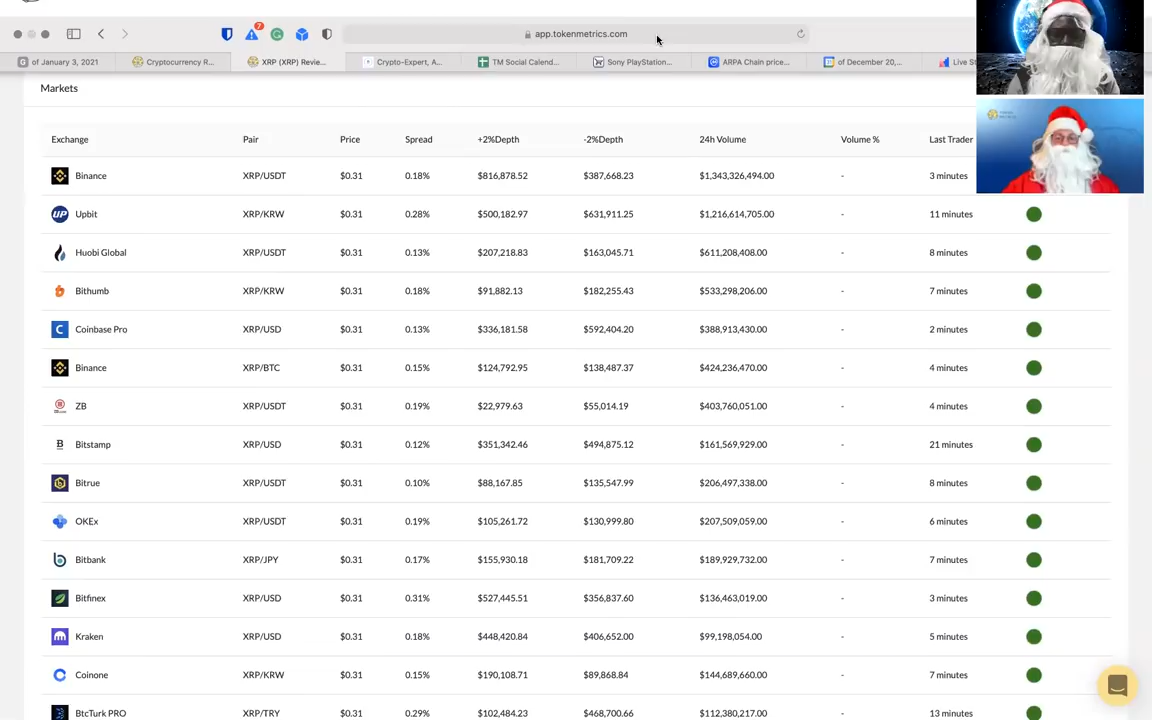 app.tokenmetrics.com
7
of January 3, 2021
Cryptocurrency R...
XRP (XRP) Revie...
Crypto-Expert, A...
TM Social Calend...
Sony PlayStation...
ARPA Chain price...
of December 20,...
Live St
Markets
Exchange Pair Price Spread +2%Depth -2%Depth 24h Volume Volume % Last Trader
Binance XRP/USDT $0.31 0.18% $816,878.52 $387,668.23 $1,343,326,494.00 - 3 minutes
Upbit XRP/KRW $0.31 0.28% $500,182.97 $631,911.25 $1,216,614,705.00 - 11 minutes
Huobi Global XRP/USDT $0.31 0.13% $207,218.83 $163,045.71 $611,208,408.00 - 8 minutes
Bithumb XRP/KRW $0.31 0.18% $91,882.13 $182,255.43 $533,298,206.00 - 7 minutes
Coinbase Pro XRP/USD $0.31 0.13% $336,181.58 $592,404.20 $388,913,430.00 - 2 minutes
Binance XRP/BTC $0.31 0.15% $124,792.95 $138,487.37 $424,236,470.00 - 4 minutes
ZB XRP/USDT $0.31 0.19% $22,979.63 $55,014.19 $403,760,051.00 - 4 minutes
Bitstamp XRP/USD $0.31 0.12% $351,342.46 $494,875.12 $161,569,929.00 - 21 minutes
Bitrue XRP/USDT $0.31 0.10% $88,167.85 $135,547.99 $206,497,338.00 - 8 minutes
OKEx XRP/USDT $0.31 0.19% $105,261.72 $130,999.80 $207,509,059.00 - 6 minutes
Bitbank XRP/JPY $0.31 0.17% $155,930.18 $181,709.22 $189,929,732.00 - 7 minutes
Bitfinex XRP/USD $0.31 0.31% $527,445.51 $356,837.60 $136,463,019.00 - 3 minutes
Kraken XRP/USD $0.31 0.18% $448,420.84 $406,652.00 $99,198,054.00 - 5 minutes
Coinone XRP/KRW $0.31 0.15% $190,108.71 $89,868.84 $144,689,660.00 - 7 minutes
BtcTurk PRO XRP/TRY $0.31 0.29% $102,484.23 $468,700.66 $112,380,217.00 - 13 minutes